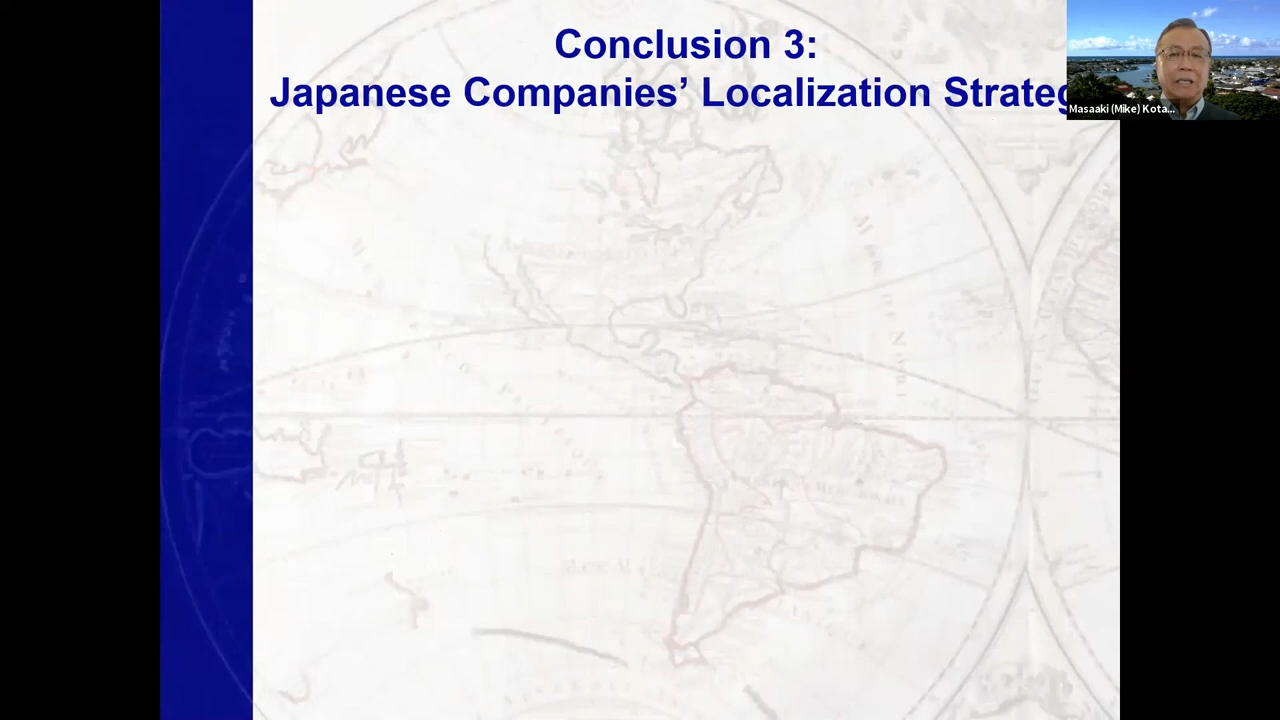 Conclusion 3:
Japanese Companies’ Localization Strateg
Masaaki (Mike) Kota...